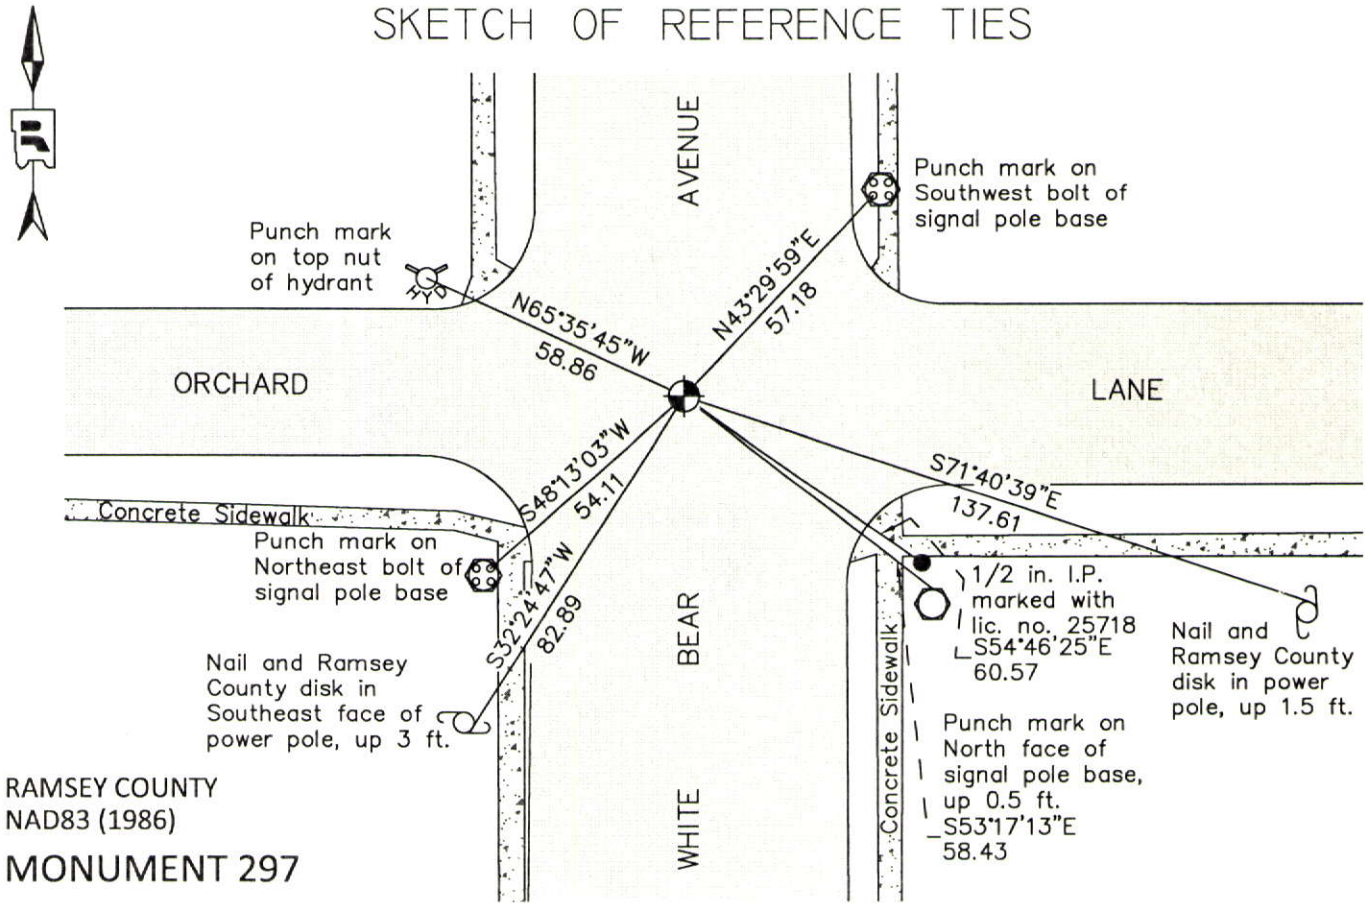 SKETCH OF REFERENCE TIES
AVENUE
Punch mark on
Southwest bolt of
signal pole base
Punch mark
on top nut
of hydrant
HYD
N65°35'45"W
58.86
N43°29'59"E
57.18
ORCHARD
LANE
S48°13'03"W
54.11
S71°40'39"E
137.61
Concrete Sidewalk
Punch mark on
Northeast bolt of
signal pole base
S32°24'47"W
82.89
BEAR
1/2 in. I.P.
marked with
lic. no. 25718
S54°46'25"E
60.57
Nail and
Ramsey County
disk in power
pole, up 1.5 ft.
Nail and Ramsey
County disk in
Southeast face of
power pole, up 3 ft.
Concrete Sidewalk
Punch mark on
North face of
signal pole base,
up 0.5 ft.
S53°17'13"E
58.43
WHITE
RAMSEY COUNTY
NAD83 (1986)
MONUMENT 297